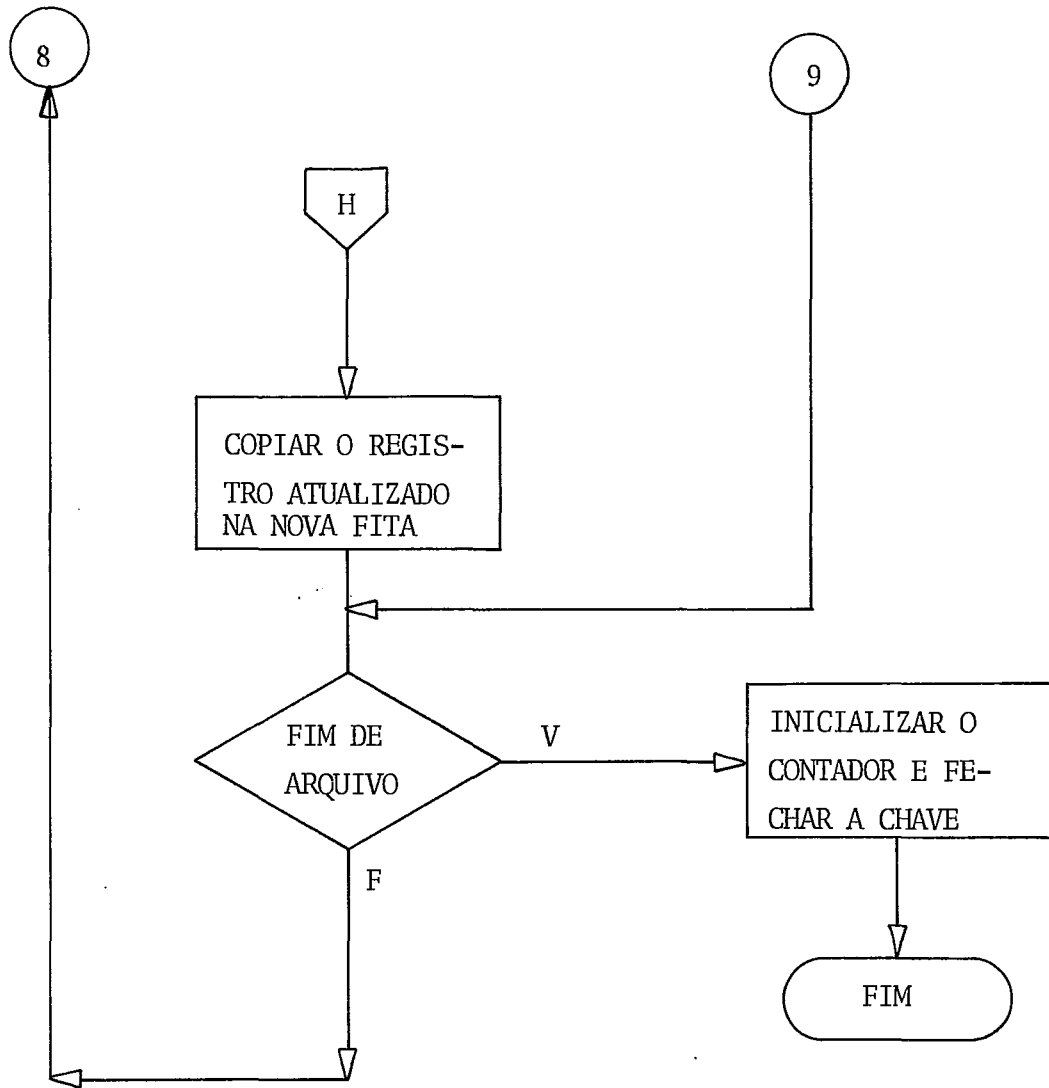 8
9
H
COPIAR O REGIS-
TRO ATUALIZADO
NA NOVA FITA
FIM DE
ARQUIVO
V
INICIALIZAR O
CONTADOR E FE-
CHAR A CHAVE
F
FIM